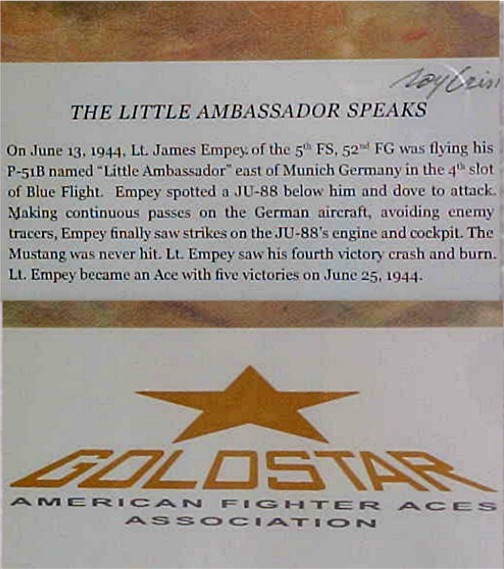 THE LITTLE AMBASSADOR SPEAKS
On June 13, 1944, Lt. James Empey of the 5th FS, 52nd FG was flying his
P-51B named “Little Ambassador” east of Munich Germany in the 4th slot
of Blue Flight. Empey spotted a JU-88 below him and dove to attack.
Making continuous passes on the German aircraft, avoiding enemy
tracers, Empey finally saw strikes on the JU-88’s engine and cockpit. The
Mustang was never hit. Lt. Empey saw his fourth victory crash and burn.
Lt. Empey became an Ace with five victories on June 25, 1944.
GOLDSTAR
AMERICAN FIGHTER ACES
ASSOCIATION